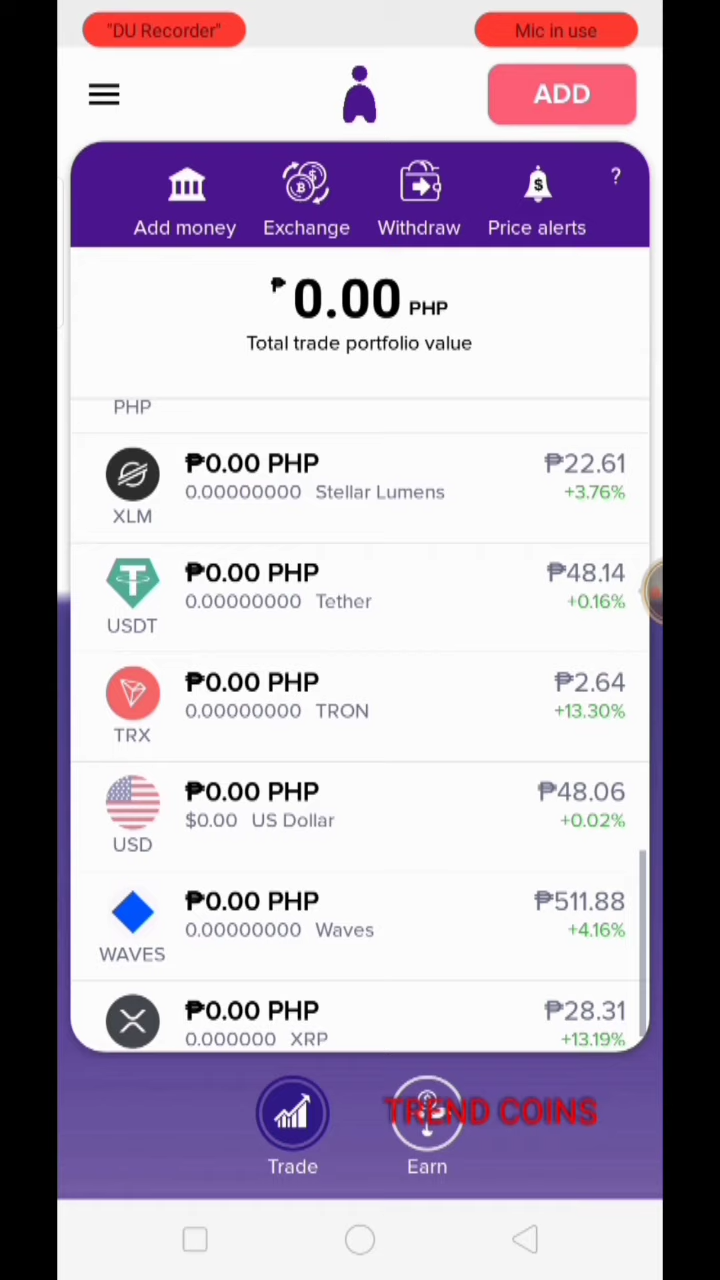 "DU Recorder" Mic in use
ADD
Add money Exchange Withdraw Price alerts ?
₱0.00 PHP
Total trade portfolio value
PHP
₱0.00 PHP ₱22.61
0.00000000 Stellar Lumens +3.76%
XLM
₱0.00 PHP ₱48.14
0.00000000 Tether +0.16%
USDT
₱0.00 PHP ₱2.64
0.00000000 TRON +13.30%
TRX
₱0.00 PHP ₱48.06
$0.00 US Dollar +0.02%
USD
₱0.00 PHP ₱511.88
0.00000000 Waves +4.16%
WAVES
₱0.00 PHP ₱28.31
0.000000 XRP +13.19%
TREND COINS
Trade Earn